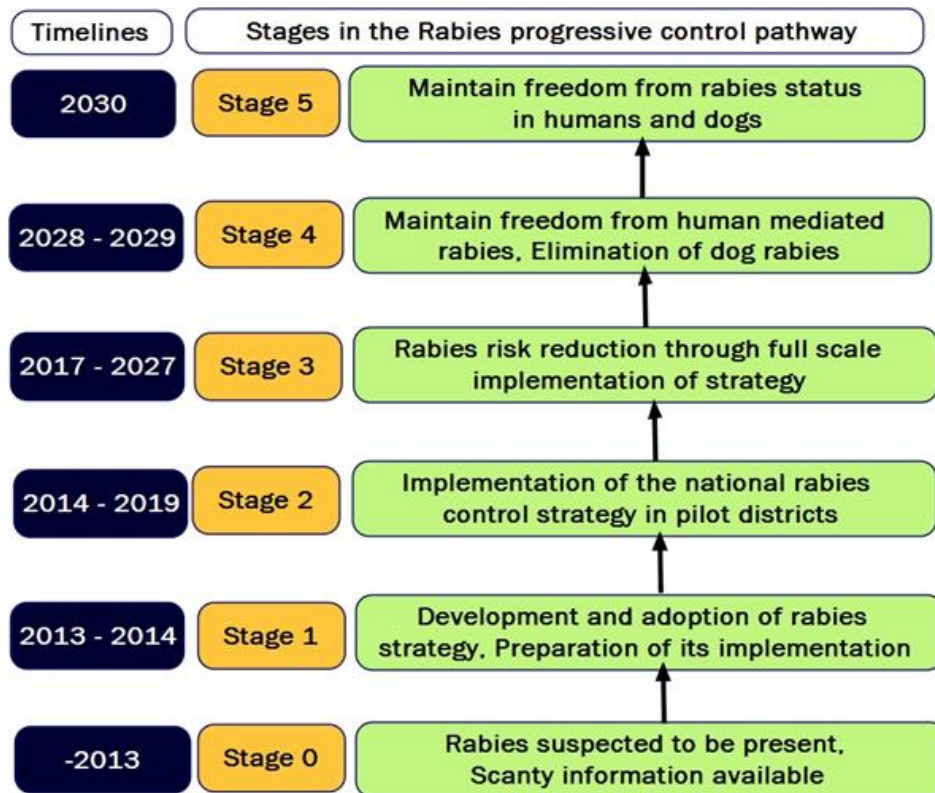 Timelines
Stages in the Rabies progressive control pathway
2030
Stage 5
Maintain freedom from rabies status
in humans and dogs
2028 - 2029
Stage 4
Maintain freedom from human mediated
rabies, Elimination of dog rabies
2017 - 2027
Stage 3
Rabies risk reduction through full scale
implementation of strategy
2014 - 2019
Stage 2
Implementation of the national rabies
control strategy in pilot districts
2013 - 2014
Stage 1
Development and adoption of rabies
strategy, Preparation of its implementation
-2013
Stage 0
Rabies suspected to be present,
Scanty information available